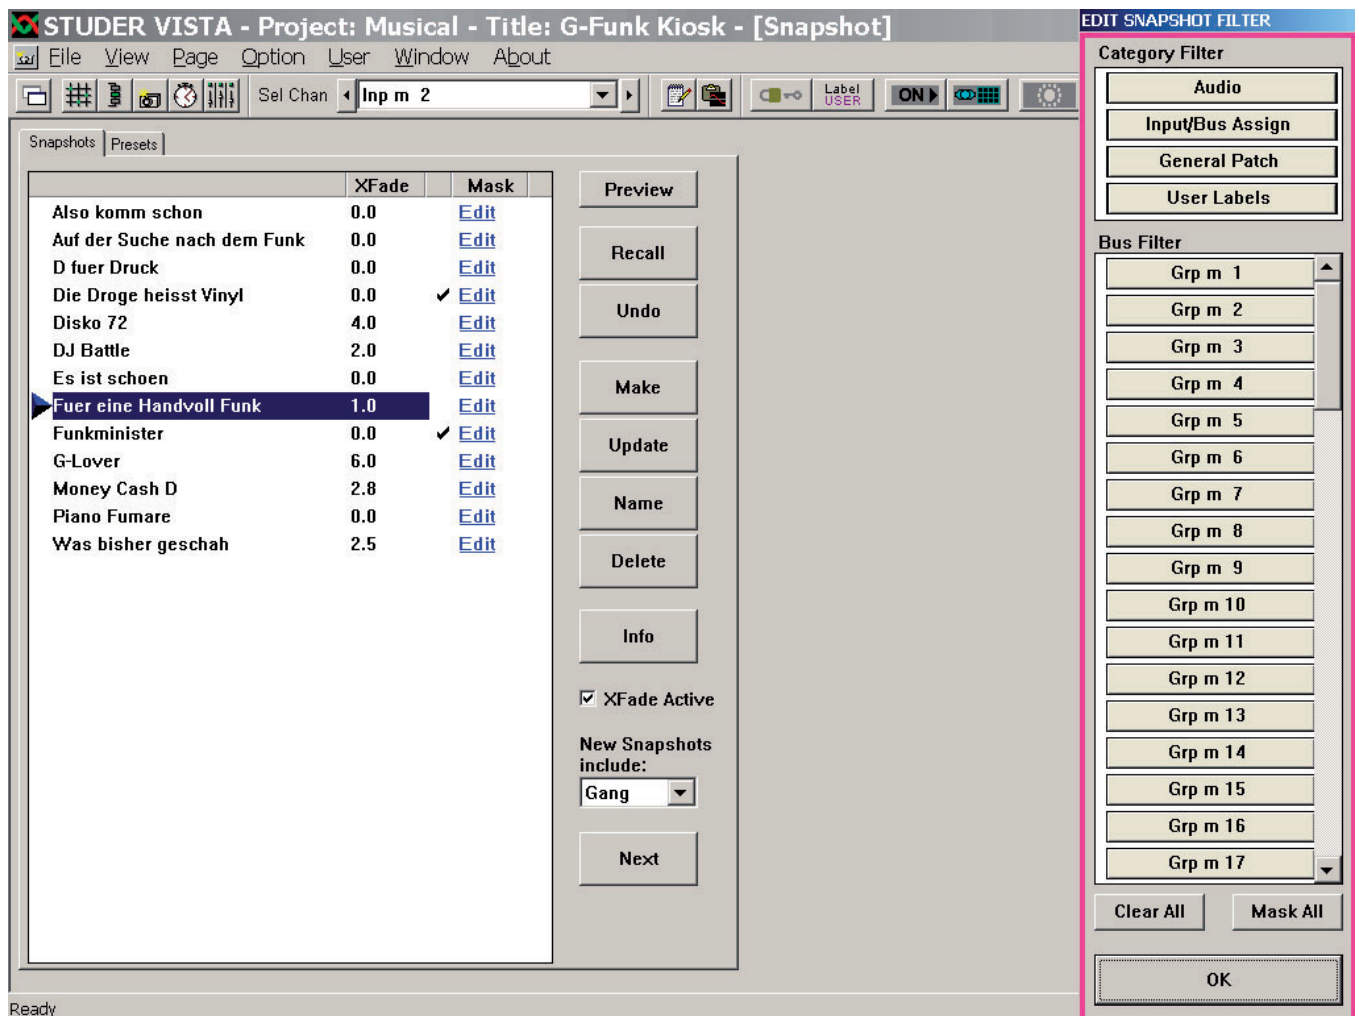 STUDER VISTA - Project: Musical - Title: G-Funk Kiosk - [Snapshot]
File View Page Option User Window About
Sel Chan Inp m 2 Label USER ON
Snapshots Presets
XFade Mask
Also komm schon 0.0 Edit
Auf der Suche nach dem Funk 0.0 Edit
D fuer Druck 0.0 Edit
Die Droge heisst Vinyl 0.0 ✓ Edit
Disko 72 4.0 Edit
DJ Battle 2.0 Edit
Es ist schoen 0.0 Edit
Fuer eine Handvoll Funk 1.0 Edit
Funkminister 0.0 ✓ Edit
G-Lover 6.0 Edit
Money Cash D 2.8 Edit
Piano Fumare 0.0 Edit
Was bisher geschah 2.5 Edit
Preview
Recall
Undo
Make
Update
Name
Delete
Info
XFade Active
New Snapshots
include:
Gang
Next
Ready
EDIT SNAPSHOT FILTER
Category Filter
Audio
Input/Bus Assign
General Patch
User Labels
Bus Filter
Grp m 1
Grp m 2
Grp m 3
Grp m 4
Grp m 5
Grp m 6
Grp m 7
Grp m 8
Grp m 9
Grp m 10
Grp m 11
Grp m 12
Grp m 13
Grp m 14
Grp m 15
Grp m 16
Grp m 17
Clear All Mask All
OK